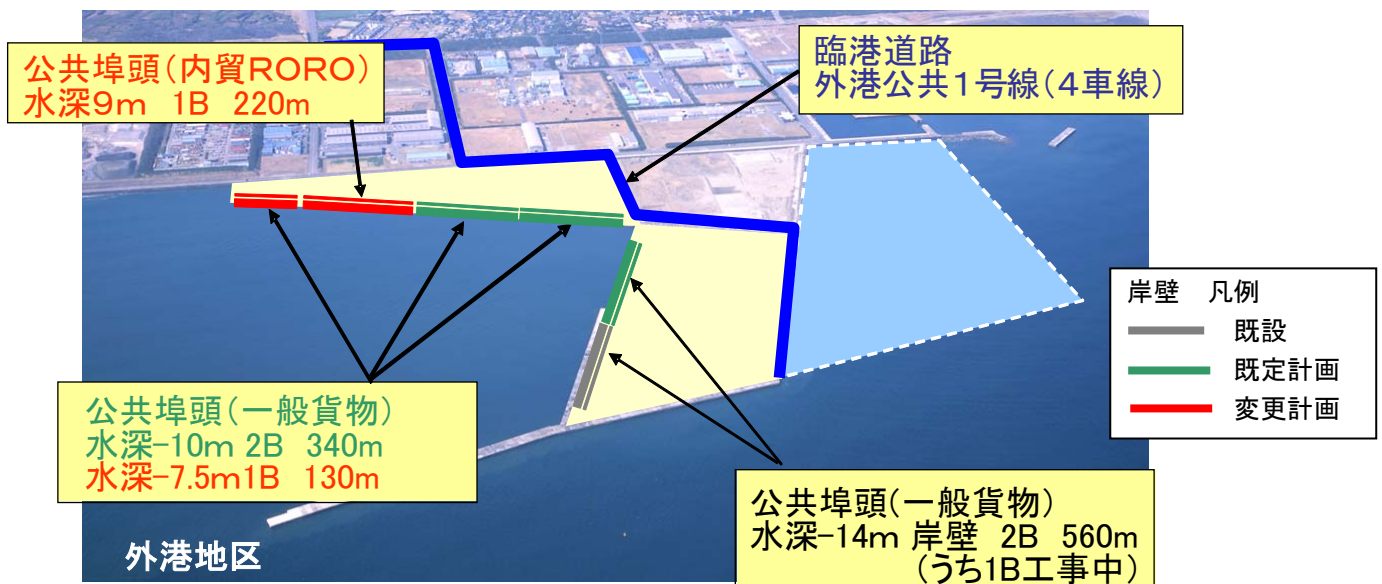 公共埠頭(内貿RORO)
水深9m 1B 220m
臨港道路
外港公共1号線(4車線)
岸壁 凡例
既設
既定計画
変更計画
公共埠頭(一般貨物)
水深-10m 2B 340m
水深-7.5m1B 130m
公共埠頭(一般貨物)
水深-14m 岸壁 2B 560m
(うち1B工事中)
外港地区